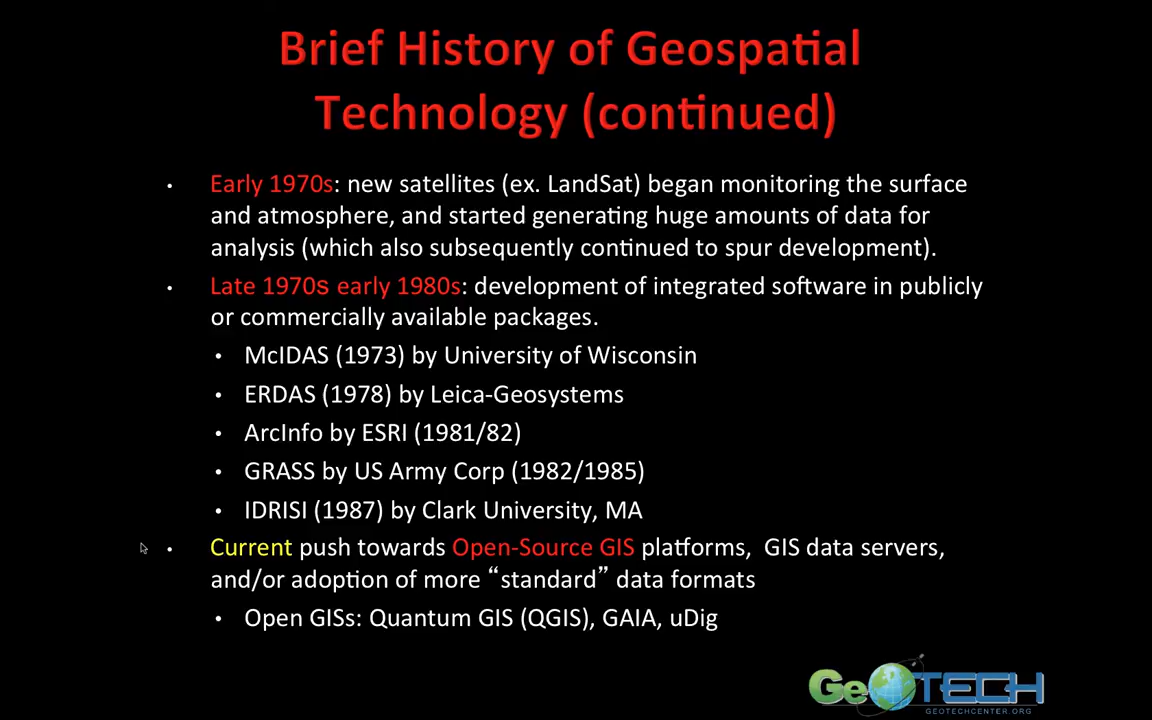 Brief History of Geospatial
Technology (continued)
• Early 1970s: new satellites (ex. LandSat) began monitoring the surface
and atmosphere, and started generating huge amounts of data for
analysis (which also subsequently continued to spur development).
• Late 1970s early 1980s: development of integrated software in publicly
or commercially available packages.
• McIDAS (1973) by University of Wisconsin
• ERDAS (1978) by Leica-Geosystems
• ArcInfo by ESRI (1981/82)
• GRASS by US Army Corp (1982/1985)
• IDRISI (1987) by Clark University, MA
• Current push towards Open-Source GIS platforms, GIS data servers,
and/or adoption of more “standard” data formats
• Open GISs: Quantum GIS (QGIS), GAIA, uDig
GeoTECH
GEOTECHCENTER.ORG